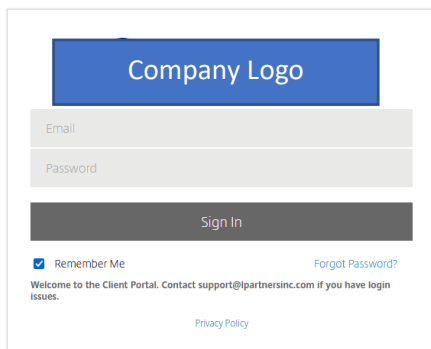 Company Logo
Email
Password
Sign In
Remember Me
Forgot Password?
Welcome to the Client Portal. Contact support@lpartnersinc.com if you have login
issues.
Privacy Policy